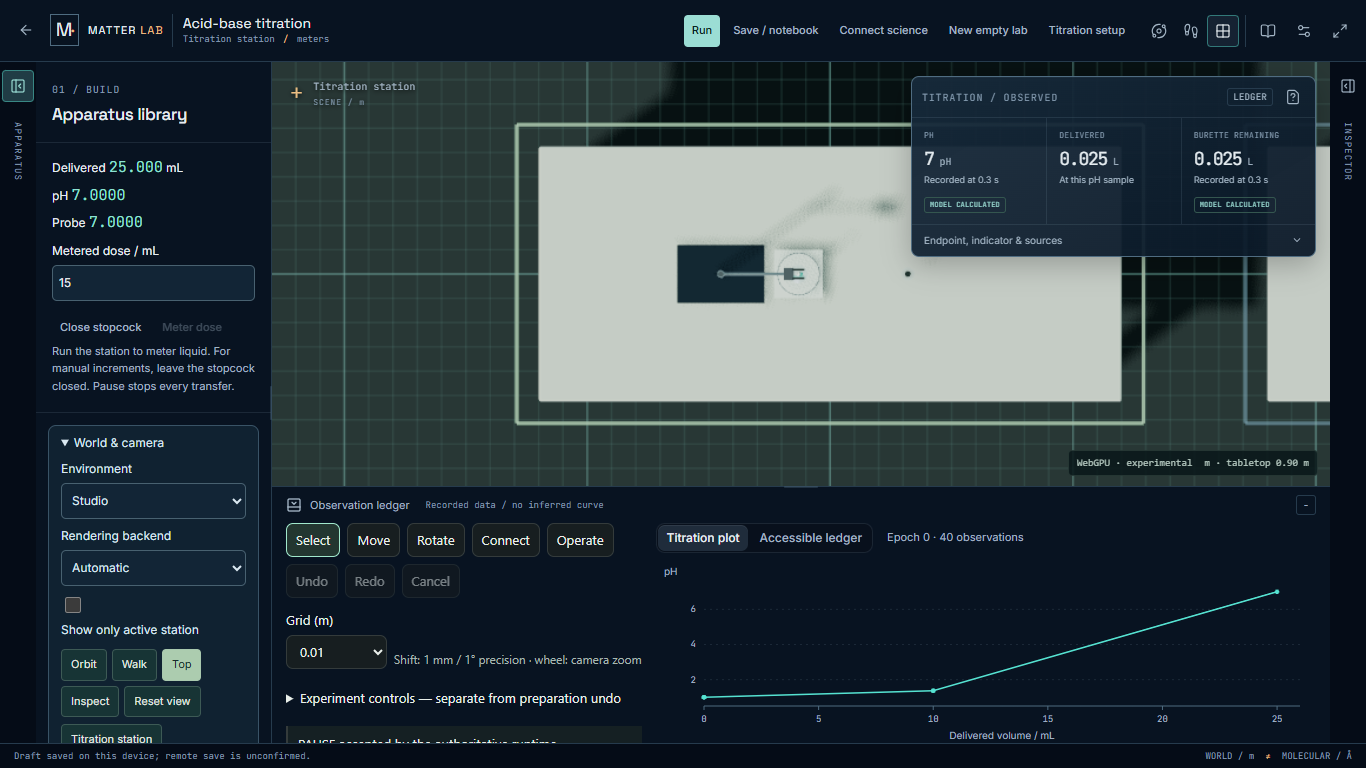 M
MATTER LAB
Acid-base titration
Titration station / meters
Run
Save / notebook
Connect science
New empty lab
Titration setup
APPARATUS
01 / BUILD
Apparatus library
Delivered 25.000 mL
pH 7.0000
Probe 7.0000
Metered dose / mL
15
Close stopcock
Meter dose
Run the station to meter liquid. For
manual increments, leave the stopcock
closed. Pause stops every transfer.
▼ World & camera
Environment
Studio
Rendering backend
Automatic
Show only active station
Orbit
Walk
Top
Inspect
Reset view
Titration station
Titration station
SCENE / m
TITRATION / OBSERVED
LEDGER
PH
7 pH
Recorded at 0.3 s
MODEL CALCULATED
DELIVERED
0.025 L
At this pH sample
BURETTE REMAINING
0.025 L
Recorded at 0.3 s
MODEL CALCULATED
Endpoint, indicator & sources
WebGPU · experimental m · tabletop 0.90 m
INSPECTOR
Observation ledger
Recorded data / no inferred curve
-
Select
Move
Rotate
Connect
Operate
Undo
Redo
Cancel
Grid (m)
0.01
Shift: 1 mm / 1° precision · wheel: camera zoom
▶ Experiment controls — separate from preparation undo
PAUSE accepted by the authoritative runtime.
Titration plot
Accessible ledger
Epoch 0 · 40 observations
pH
6
4
2
0
5
10
15
20
25
Delivered volume / mL
Draft saved on this device; remote save is unconfirmed.
WORLD / m ≠ MOLECULAR / Å